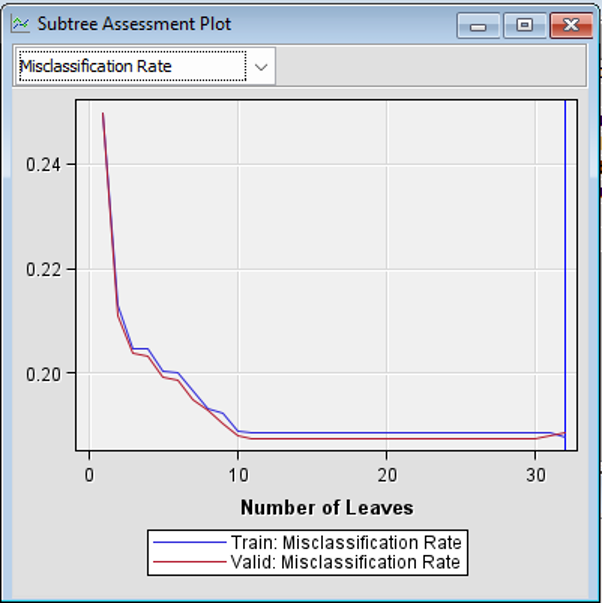 Subtree Assessment Plot
Misclassification Rate
0.24
0.22
0.20
0 10 20 30
Number of Leaves
Train: Misclassification Rate
Valid: Misclassification Rate